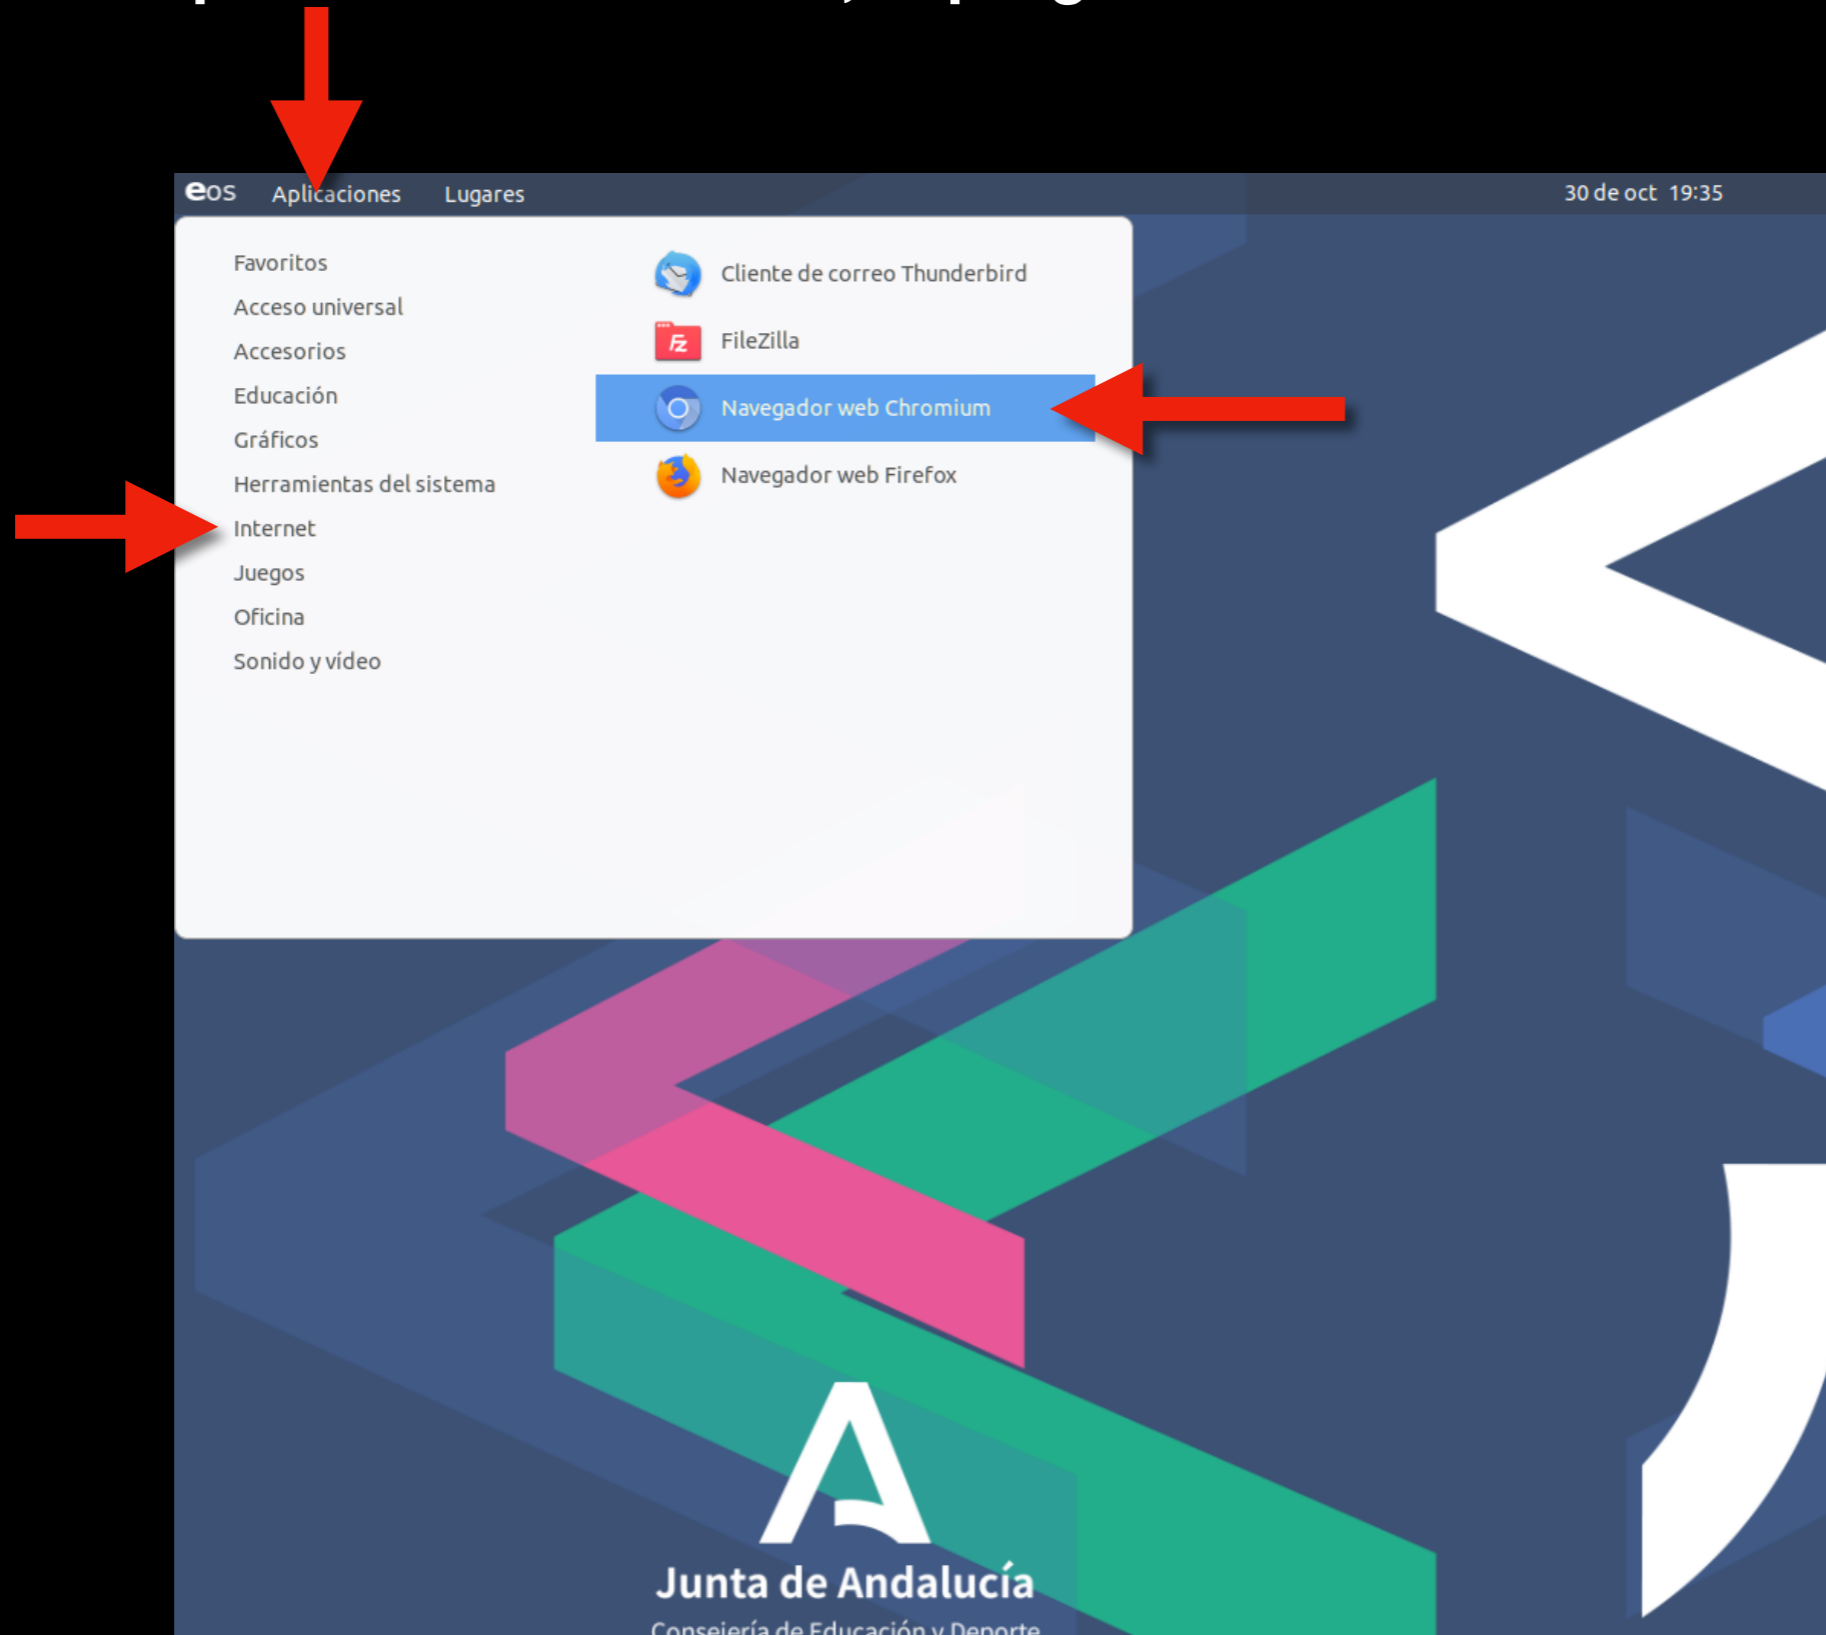 eos Aplicaciones Lugares 30 de oct 19:35
Favoritos
Acceso universal
Accesorios
Educación
Gráficos
Herramientas del sistema
Internet
Juegos
Oficina
Sonido y vídeo
Cliente de correo Thunderbird
FileZilla
Navegador web Chromium
Navegador web Firefox
Junta de Andalucía
Consejería de Educación y Deporte